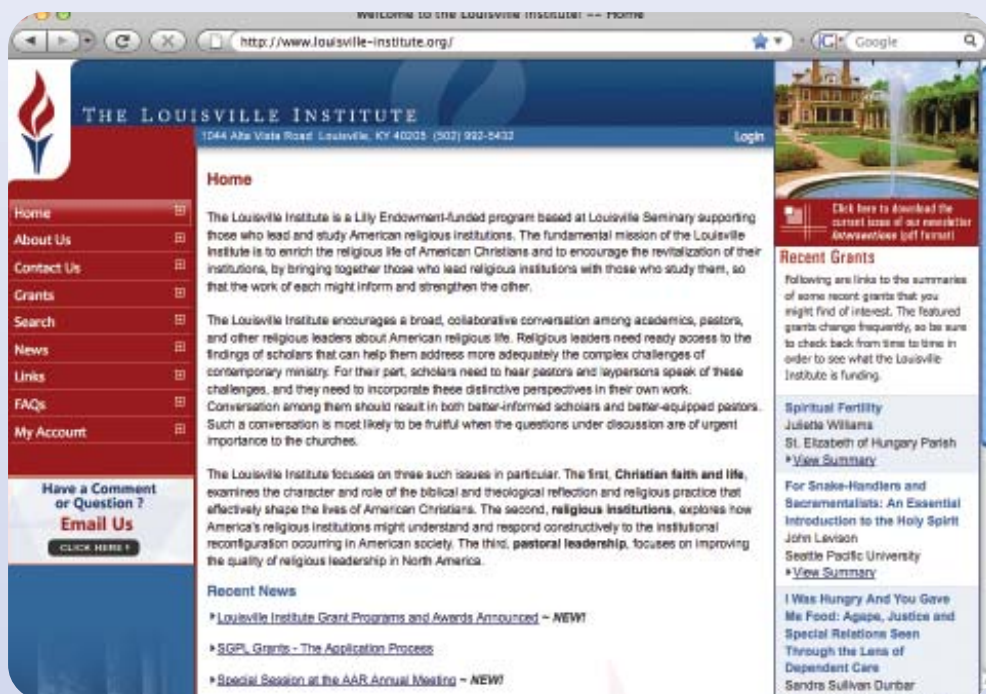 Welcome to the Louisville Institute! -- Home
http://www.louisville-institute.org/
Google
THE LOUISVILLE INSTITUTE
1044 Alta Vista Road Louisville, KY 40205 (502) 992-5432
Login
Home
About Us
Contact Us
Grants
Search
News
Links
FAQs
My Account
Have a Comment
or Question ?
Email Us
CLICK HERE
Home
The Louisville Institute is a Lilly Endowment-funded program based at Louisville Seminary supporting
those who lead and study American religious institutions. The fundamental mission of the Louisville
Institute is to enrich the religious life of American Christians and to encourage the revitalization of their
institutions, by bringing together those who lead religious institutions with those who study them, so
that the work of each might inform and strengthen the other.
The Louisville Institute encourages a broad, collaborative conversation among academics, pastors,
and other religious leaders about American religious life. Religious leaders need ready access to the
findings of scholars that can help them address more adequately the complex challenges of
contemporary ministry. For their part, scholars need to hear pastors and laypersons speak of these
challenges, and they need to incorporate these distinctive perspectives in their own work.
Conversation among them should result in both better-informed scholars and better-equipped pastors.
Such a conversation is most likely to be fruitful when the questions under discussion are of urgent
importance to the churches.
The Louisville Institute focuses on three such issues in particular. The first, Christian faith and life,
examines the character and role of the biblical and theological reflection and religious practice that
effectively shape the lives of American Christians. The second, religious institutions, explores how
America's religious institutions might understand and respond constructively to the institutional
reconfiguration occurring in American society. The third, pastoral leadership, focuses on improving
the quality of religious leadership in North America.
Recent News
Louisville Institute Grant Programs and Awards Announced ~ NEW!
SGPL Grants - The Application Process
Special Session at the AAR Annual Meeting ~ NEW!
Click here to download the
current issue of our newsletter
Intersections (pdf format)
Recent Grants
Following are links to the summaries
of some recent grants that you
might find of interest. The featured
grants change frequently, so be sure
to check back from time to time in
order to see what the Louisville
Institute is funding.
Spiritual Fertility
Juliette Williams
St. Elizabeth of Hungary Parish
View Summary
For Snake-Handlers and
Sacramentalists: An Essential
Introduction to the Holy Spirit
John Levison
Seattle Pacific University
View Summary
I Was Hungry And You Gave
Me Food: Agape, Justice and
Special Relations Seen
Through the Lens of
Dependent Care
Sandra Sullivan Dunbar